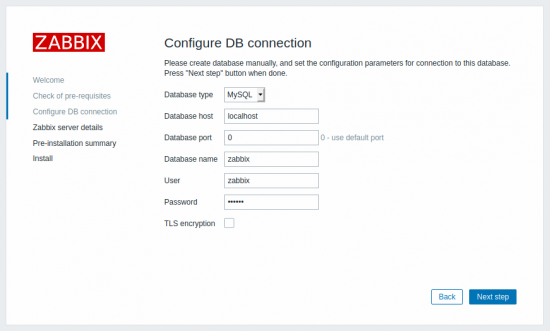 ZABBIX
Welcome
Check of pre-requisites
Configure DB connection
Zabbix server details
Pre-installation summary
Install
Configure DB connection
Please create database manually, and set the configuration parameters for connection to this database.
Press "Next step" button when done.
Database type MySQL
Database host localhost
Database port 0 0 - use default port
Database name zabbix
User zabbix
Password ••••••
TLS encryption
Back Next step